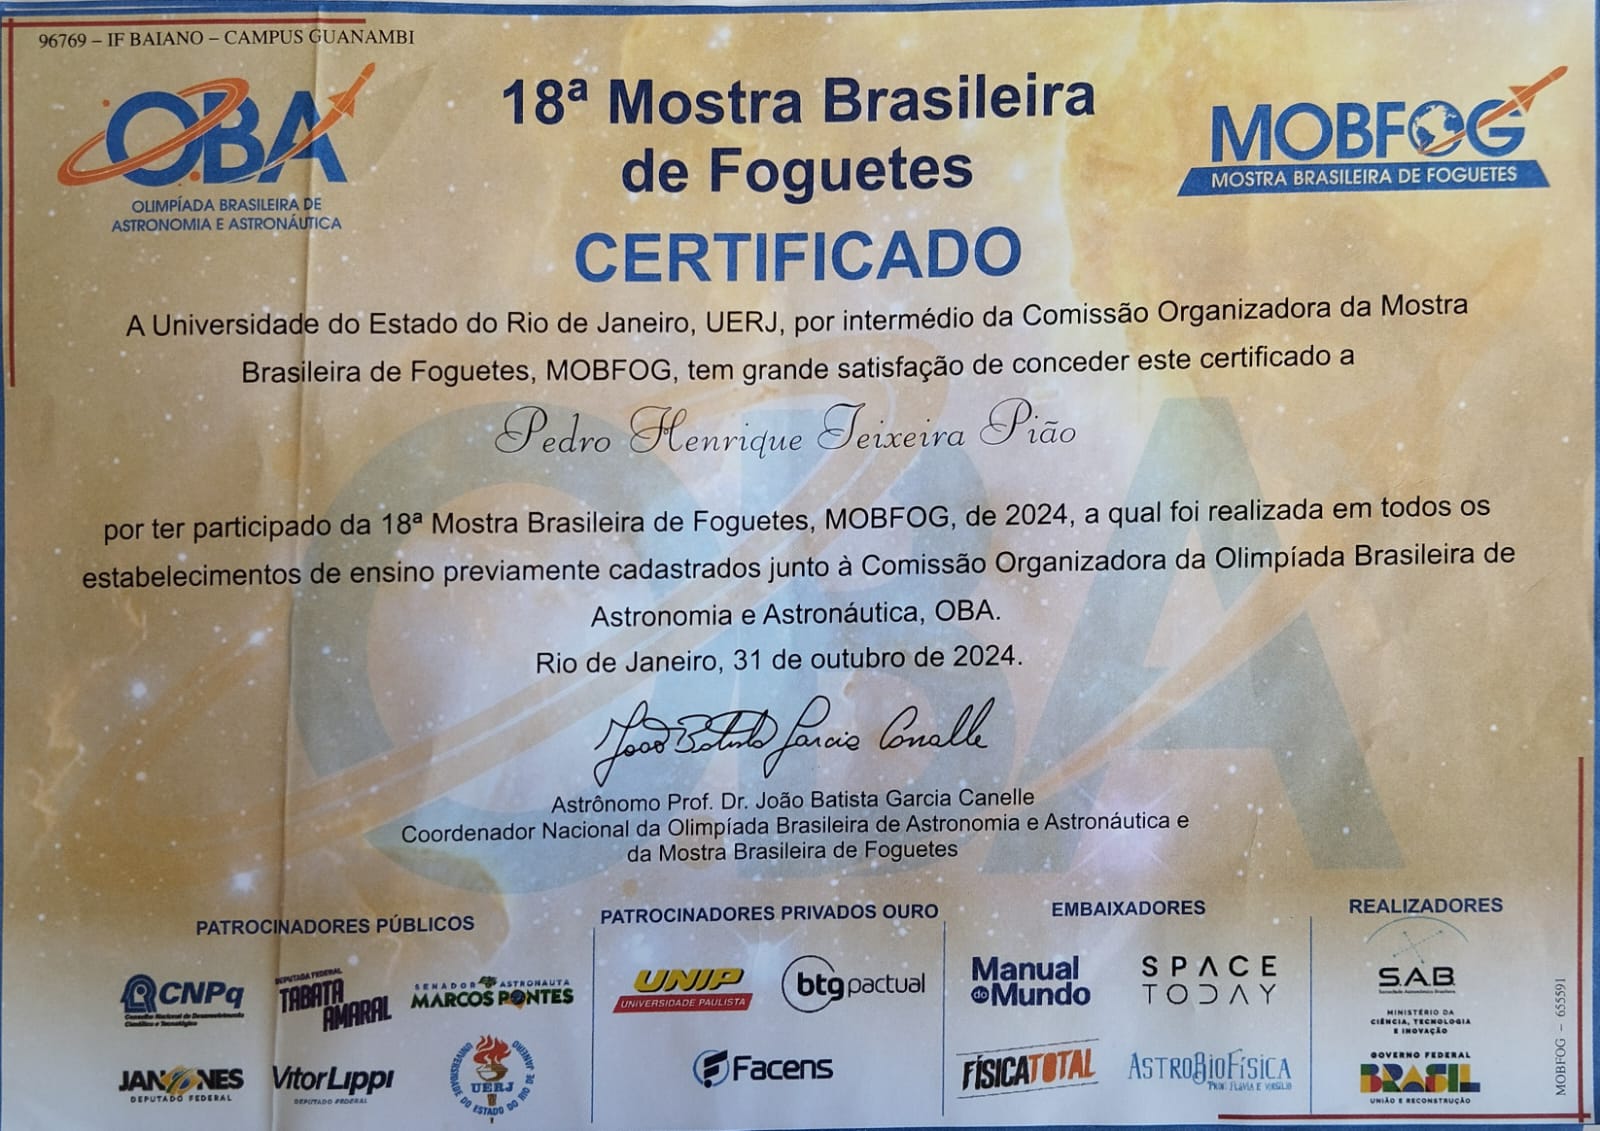 96769 – IF BAIANO – CAMPUS GUANAMBI
OBA
OLIMPÍADA BRASILEIRA DE
ASTRONOMIA E ASTRONÁUTICA
18ª Mostra Brasileira
de Foguetes
MOBFOG
MOSTRA BRASILEIRA DE FOGUETES
CERTIFICADO
A Universidade do Estado do Rio de Janeiro, UERJ, por intermédio da Comissão Organizadora da Mostra
Brasileira de Foguetes, MOBFOG, tem grande satisfação de conceder este certificado a
Pedro Henrique Teixeira Pião
por ter participado da 18ª Mostra Brasileira de Foguetes, MOBFOG, de 2024, a qual foi realizada em todos os
estabelecimentos de ensino previamente cadastrados junto à Comissão Organizadora da Olimpíada Brasileira de
Astronomia e Astronáutica, OBA.
Rio de Janeiro, 31 de outubro de 2024.
João Batista Garcia Canalle
Astrônomo Prof. Dr. João Batista Garcia Canelle
Coordenador Nacional da Olimpíada Brasileira de Astronomia e Astronáutica e
da Mostra Brasileira de Foguetes
PATROCINADORES PÚBLICOS
CNPq
Conselho Nacional de Desenvolvimento
Científico e Tecnológico
DEPUTADA FEDERAL
TABATA
AMARAL
SENADOR ASTRONAUTA
MARCOS PONTES
JANONES
DEPUTADO FEDERAL
Vitor Lippi
DEPUTADO FEDERAL
UERJ
UNIVERSIDADE DO ESTADO DO RIO DE JANEIRO
PATROCINADORES PRIVADOS OURO
UNIP
UNIVERSIDADE PAULISTA
btg pactual
Facens
EMBAIXADORES
Manual
do Mundo
SPACE
TODAY
FÍSICA TOTAL
ASTROBIOFÍSICA
PROF. FLAVIA E VIRGILIO
REALIZADORES
S.A.B.
Sociedade Astronômica Brasileira
MINISTÉRIO DA
CIÊNCIA, TECNOLOGIA
E INOVAÇÃO
GOVERNO FEDERAL
BRASIL
UNIÃO E RECONSTRUÇÃO
MOBFOG – 655591